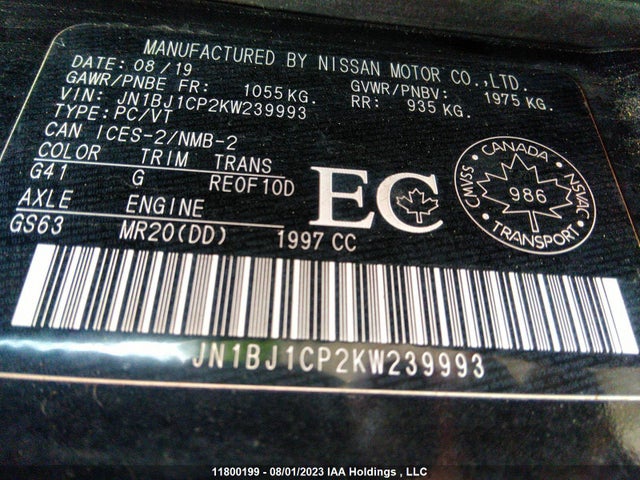 MANUFACTURED BY NISSAN MOTOR CO.,LTD.
DATE: 08/19
GAWR/PNBE FR: 1055 KG. GVWR/PNBV: 1975 KG.
VIN: JN1BJ1CP2KW239993 RR: 935 KG.
TYPE: PC/VT
CAN ICES-2/NMB-2
COLOR TRIM TRANS
G41 G RE0F10D
AXLE ENGINE
GS63 MR20(DD) 1997 CC
EC
CANADA
CMVSS NSVAC
986
TRANSPORT
JN1BJ1CP2KW239993
11800199 - 08/01/2023 IAA Holdings , LLC